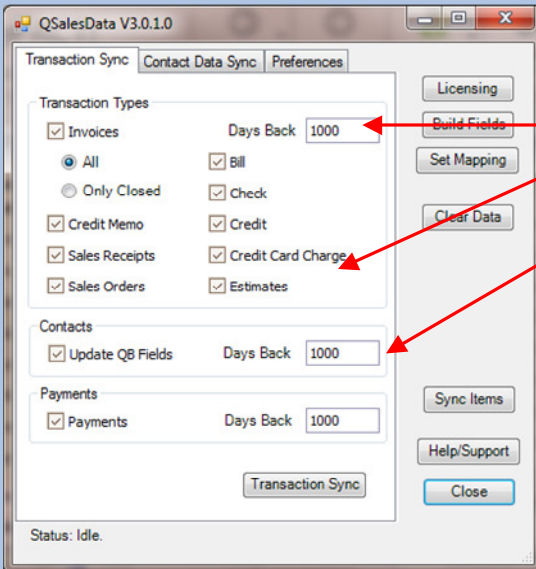 QSalesData V3.0.1.0
Transaction Sync Contact Data Sync Preferences
Licensing
Transaction Types
Invoices Days Back 1000
Build Fields
All Bill
Set Mapping
Only Closed Check
Credit Memo Credit
Clear Data
Sales Receipts Credit Card Charge
Sales Orders Estimates
Contacts
Update QB Fields Days Back 1000
Payments
Sync Items
Payments Days Back 1000
Help/Support
Transaction Sync
Close
Status: Idle.